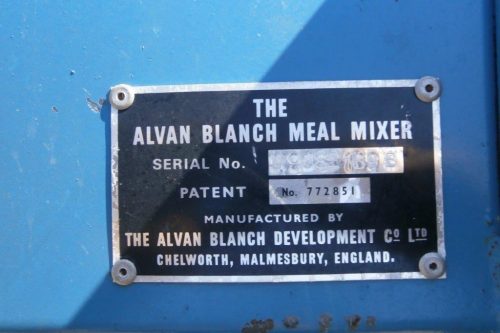 THE
ALVAN BLANCH MEAL MIXER
SERIAL No.
PATENT No. 772851
MANUFACTURED BY
THE ALVAN BLANCH DEVELOPMENT Co LTD
CHELWORTH, MALMESBURY, ENGLAND.